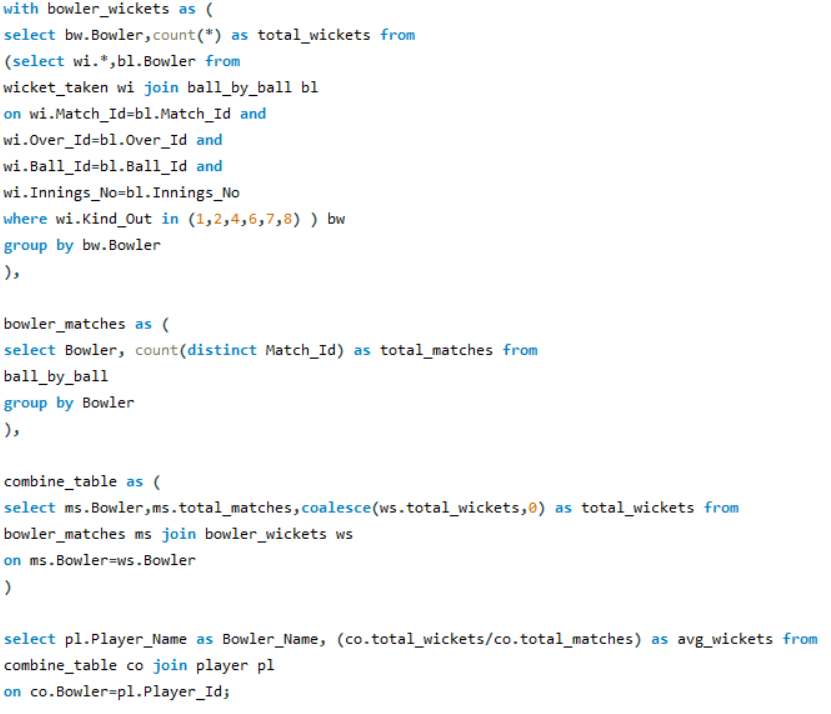 with bowler_wickets as (
select bw.Bowler,count(*) as total_wickets from
(select wi.*,bl.Bowler from
wicket_taken wi join ball_by_ball bl
on wi.Match_Id=bl.Match_Id and
wi.Over_Id=bl.Over_Id and
wi.Ball_Id=bl.Ball_Id and
wi.Innings_No=bl.Innings_No
where wi.Kind_Out in (1,2,4,6,7,8) ) bw
group by bw.Bowler
),
bowler_matches as (
select Bowler, count(distinct Match_Id) as total_matches from
ball_by_ball
group by Bowler
),
combine_table as (
select ms.Bowler,ms.total_matches,coalesce(ws.total_wickets,0) as total_wickets from
bowler_matches ms join bowler_wickets ws
on ms.Bowler=ws.Bowler
)
select pl.Player_Name as Bowler_Name, (co.total_wickets/co.total_matches) as avg_wickets from
combine_table co join player pl
on co.Bowler=pl.Player_Id;